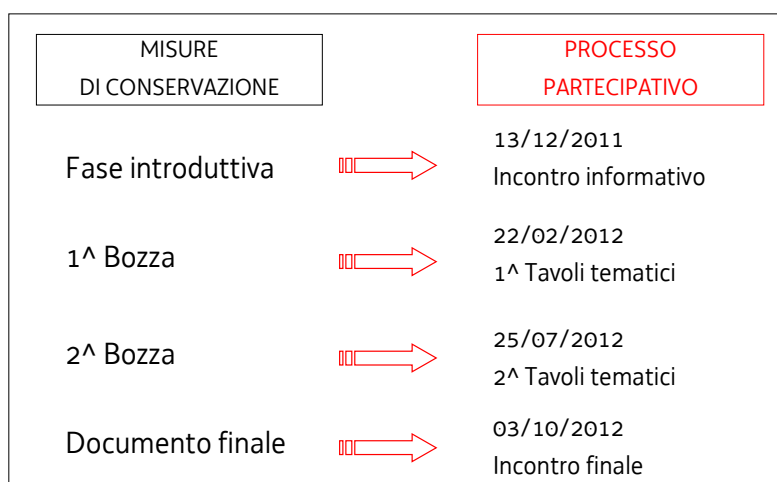 MISURE
DI CONSERVAZIONE
PROCESSO
PARTECIPATIVO
Fase introduttiva
13/12/2011
Incontro informativo
1^ Bozza
22/02/2012
1^ Tavoli tematici
2^ Bozza
25/07/2012
2^ Tavoli tematici
Documento finale
03/10/2012
Incontro finale